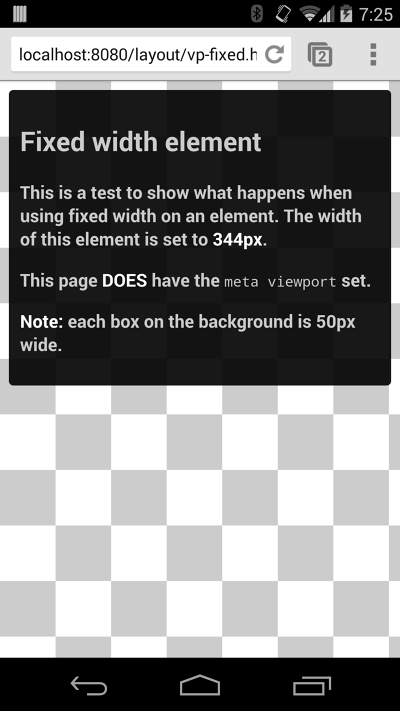 7:25
localhost:8080/layout/vp-fixed.h
2
Fixed width element
This is a test to show what happens when
using fixed width on an element. The width
of this element is set to 344px.
This page DOES have the meta viewport set.
Note: each box on the background is 50px
wide.